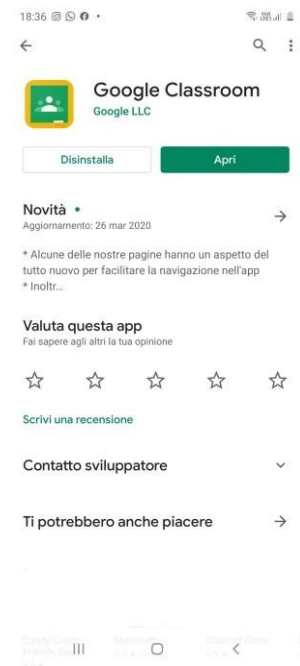 18:36
Google Classroom
Google LLC
Disinstalla
Apri
Novità •
Aggiornamento: 26 mar 2020
* Alcune delle nostre pagine hanno un aspetto del
tutto nuovo per facilitare la navigazione nell'app
* Inoltr...
Valuta questa app
Fai sapere agli altri la tua opinione
Scrivi una recensione
Contatto sviluppatore
Ti potrebbero anche piacere